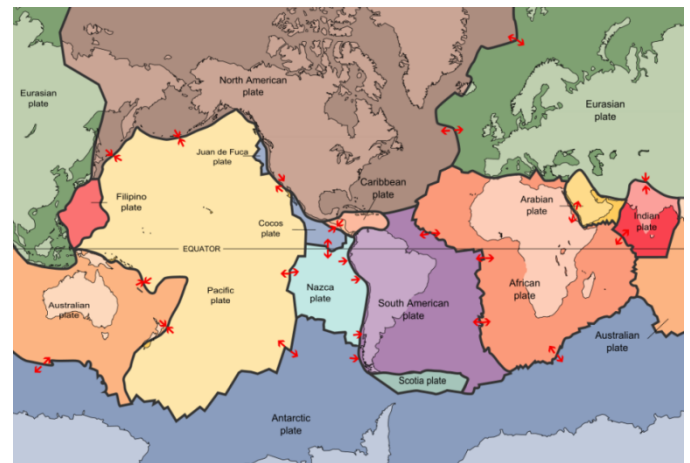 North American
plate
Eurasian
plate
Eurasian
plate
Juan de Fuca
plate
Caribbean
plate
Filipino
plate
Arabian
plate
Indian
plate
Cocos
plate
EQUATOR
Nazca
plate
Pacific
plate
Australian
plate
South American
plate
African
plate
Australian
plate
Scotia plate
Antarctic
plate